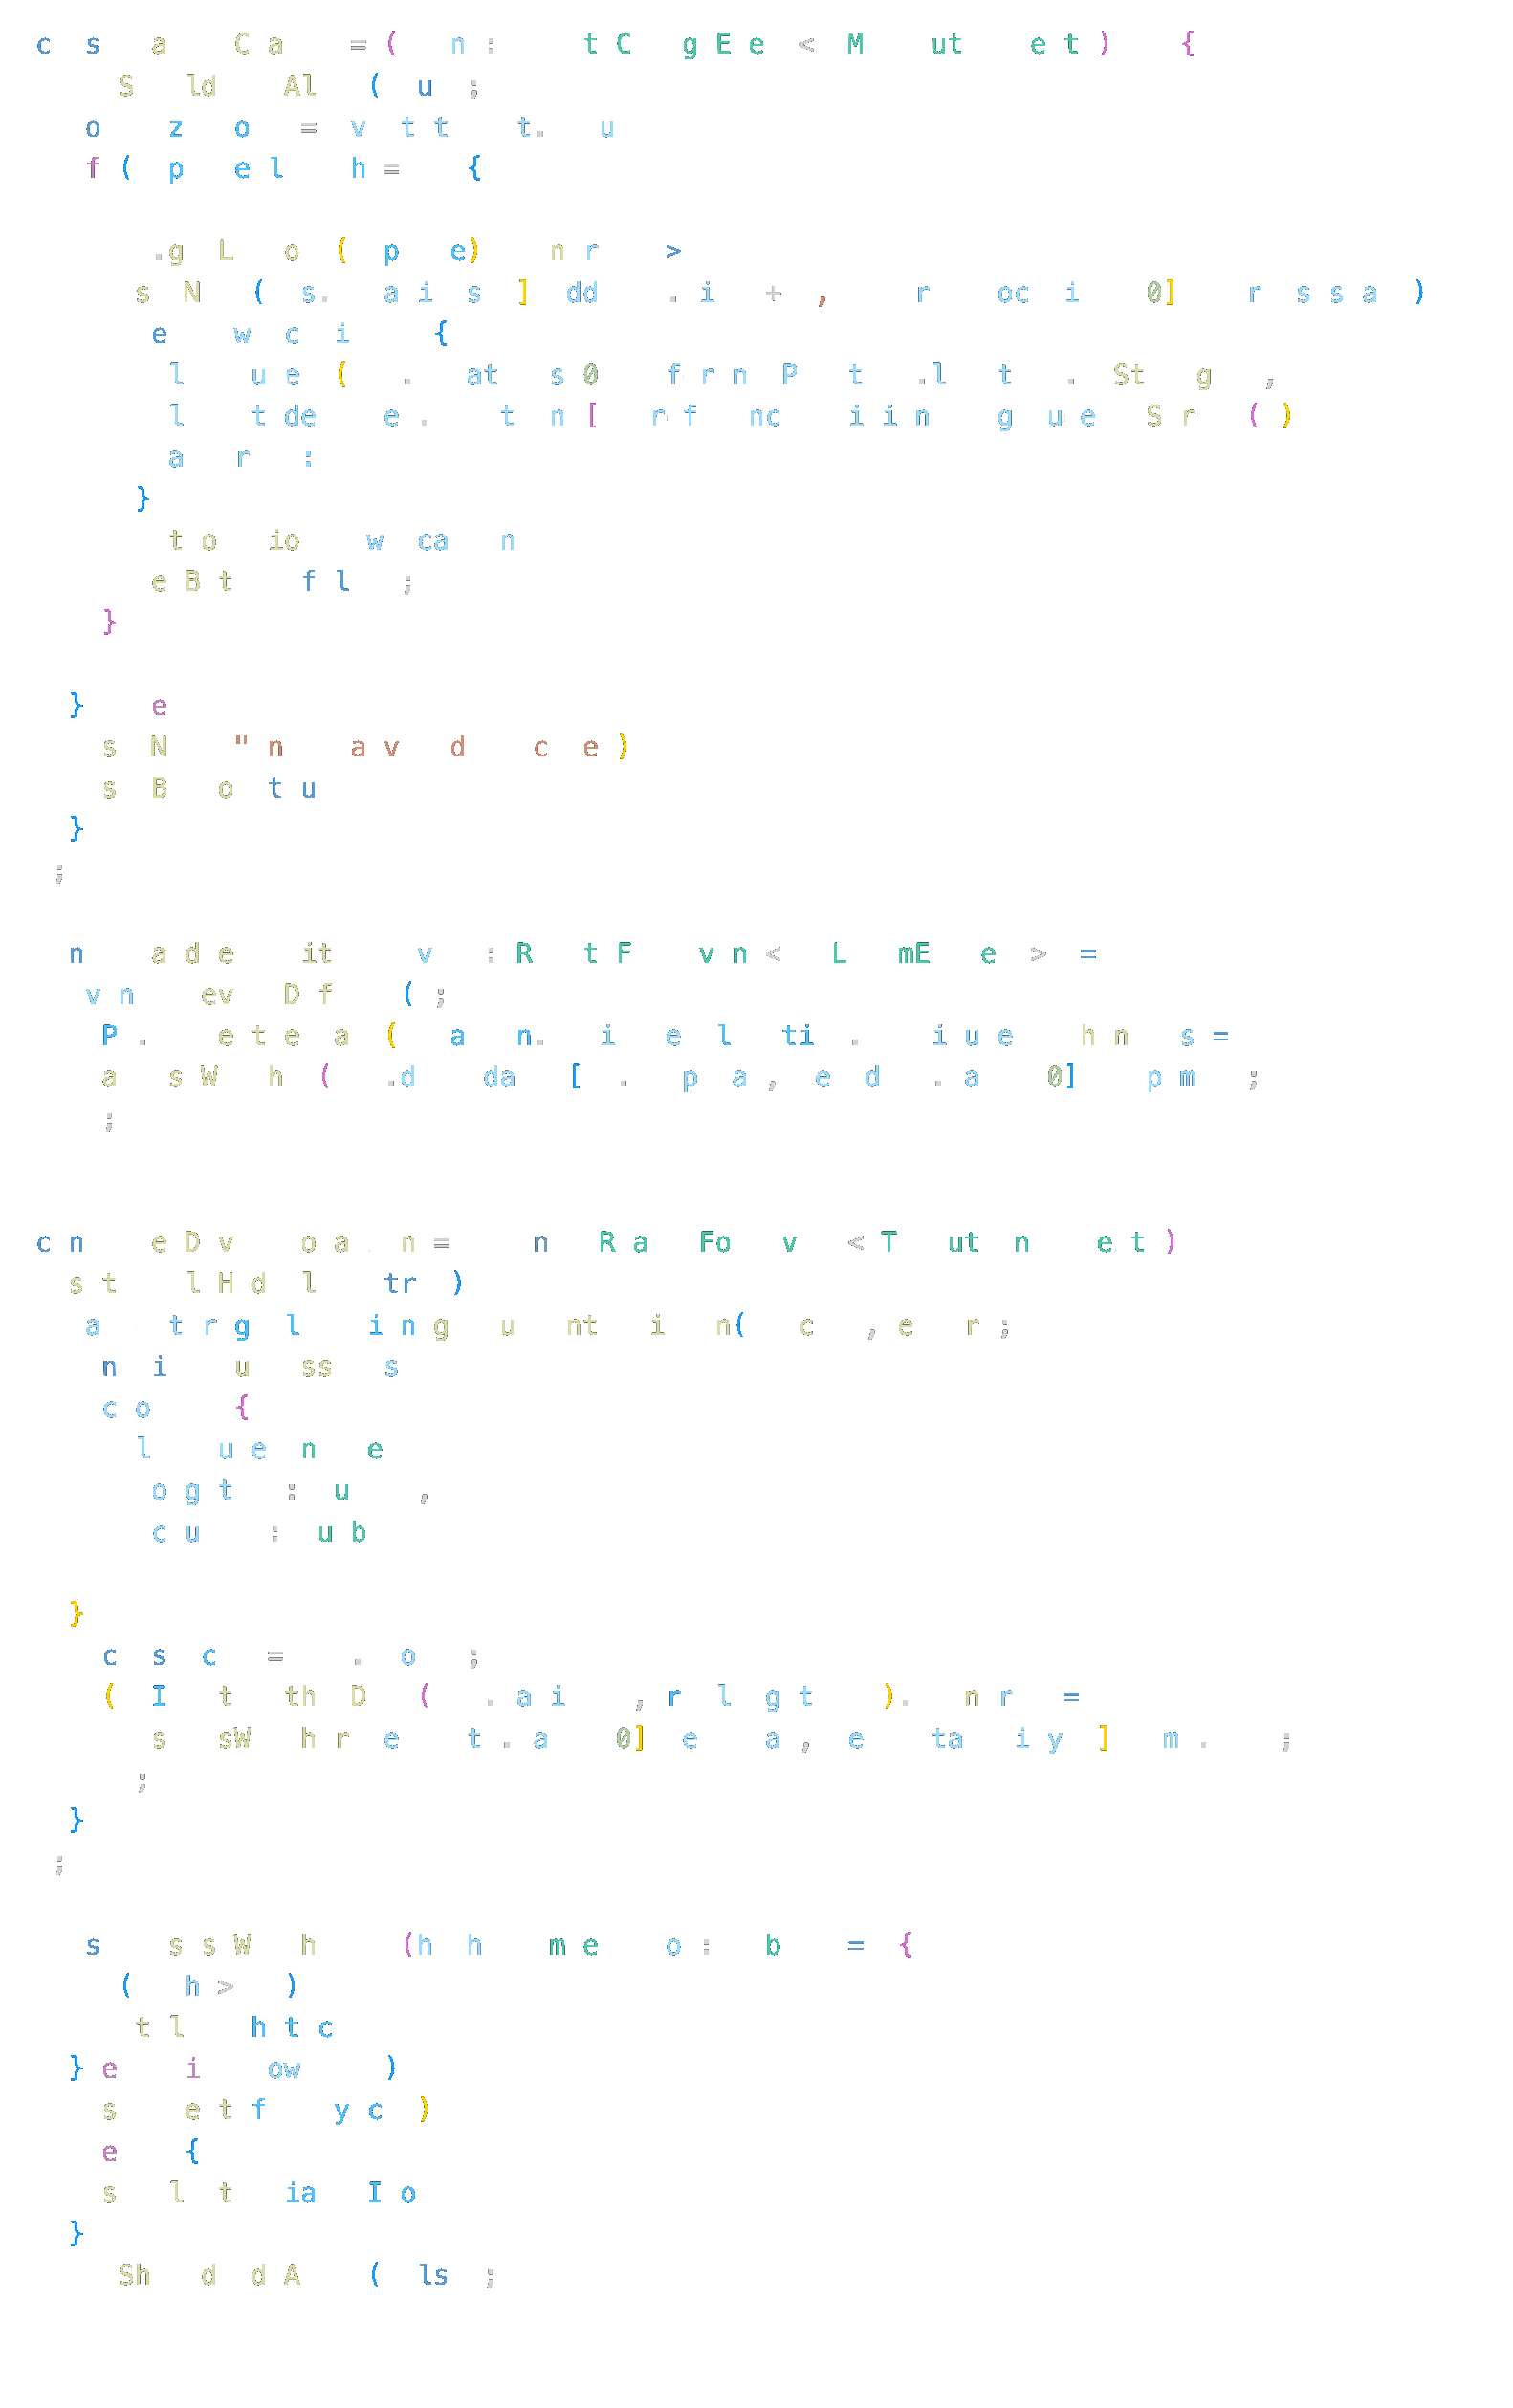 c s a C a = ( n : t C g E e < M ut e t ) {
S ld Al ( u ;
o z o = v t t t. u
f ( p e l h = {
.g L o ( p e) n r >
s N ( s. a i s ] dd . i + , r oc i 0] r s s a )
e w c i {
l u e ( . at s 0 f r n P t .l t . St g ,
l t de e . t n [ r f nc i i n g u e S r ( )
a r :
}
t o io w ca n
e B t f l ;
}
} e
s N " n a v d c e )
s B o t u
}
;
n a d e it v : R t F v n < L mE e > =
v n ev D f ( ;
P . e t e a ( a n. i e l ti . i u e h n s =
a s W h ( .d da [ . p a , e d . a 0] p m ;
;
c n e D v o a n = n R a Fo v < T ut n e t )
s t l H d l tr )
a t r g l i n g u nt i n( c , e r ;
n i u ss s
c o {
l u e n e
o g t : u ,
c u : u b
}
c s c = . o ;
( I t th D ( . a i , r l g t ). n r =
s sW h r e t . a 0] e a , e ta i y ] m . ;
;
}
;
s s s W h ( h h m e o : b = {
( h > )
t l h t c
} e i ow )
s e t f y c )
e {
s l t ia I o
}
Sh d d A ( ls ;